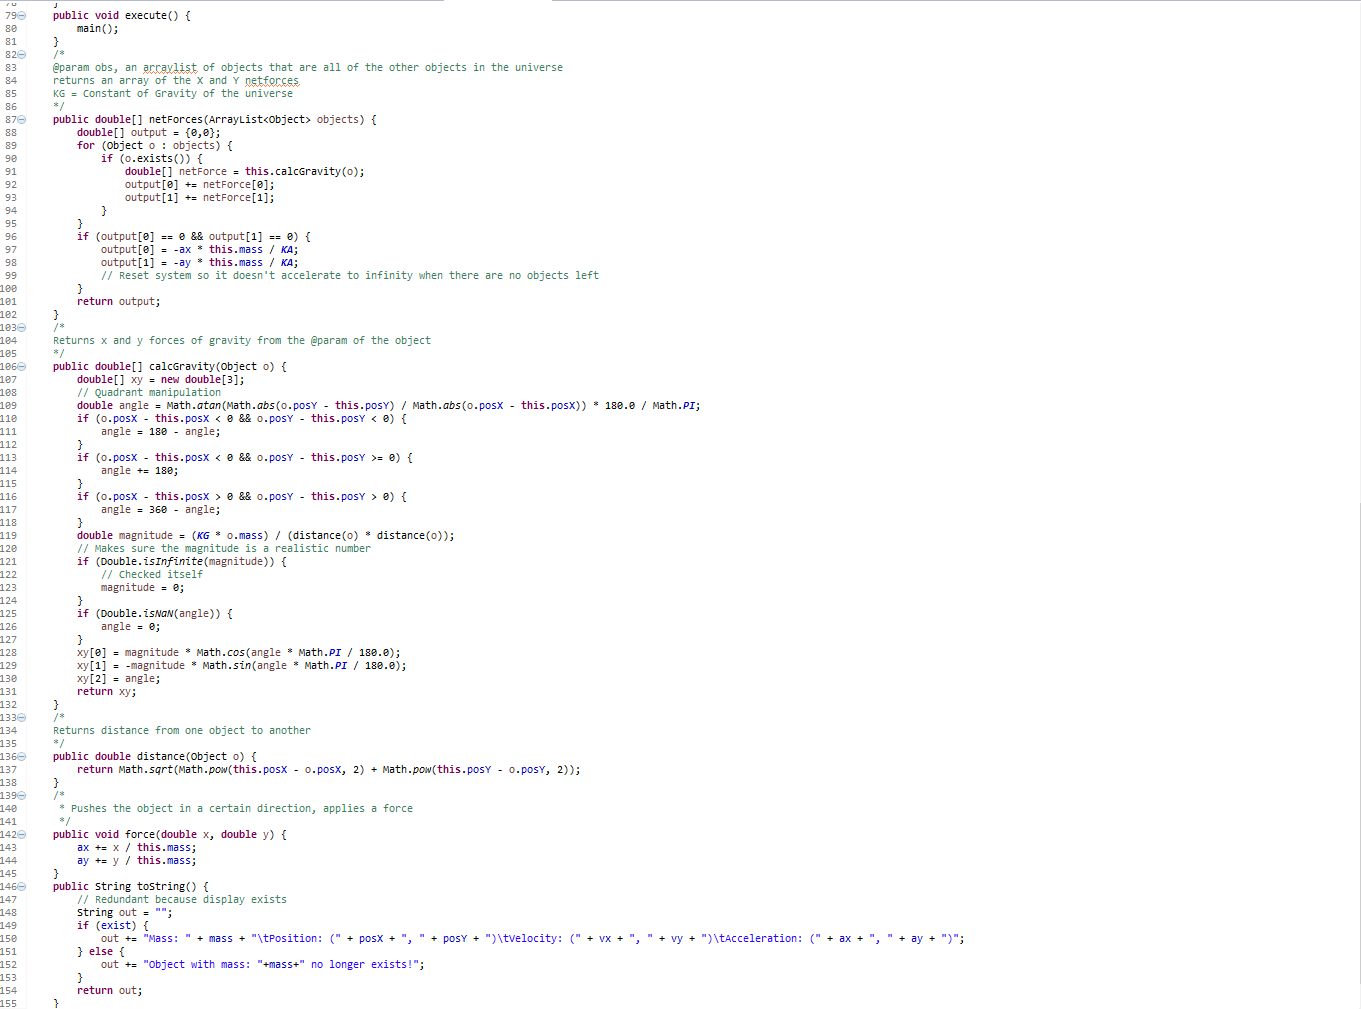 79 public void execute() {
80 main();
81 }
82 /*
83 @param obs, an arraylist of objects that are all of the other objects in the universe
84 returns an array of the X and Y netforces
85 KG = Constant of Gravity of the universe
86 */
87 public double[] netForces(ArrayList<Object> objects) {
88 double[] output = {0,0};
89 for (Object o : objects) {
90 if (o.exists()) {
91 double[] netForce = this.calcGravity(o);
92 output[0] += netForce[0];
93 output[1] += netForce[1];
94 }
95 }
96 if (output[0] == 0 && output[1] == 0) {
97 output[0] = -ax * this.mass / KA;
98 output[1] = -ay * this.mass / KA;
99 // Reset system so it doesn't accelerate to infinity when there are no objects left
100 }
101 return output;
102 }
103 /*
104 Returns x and y forces of gravity from the @param of the object
105 */
106 public double[] calcGravity(Object o) {
107 double[] xy = new double[3];
108 // Quadrant manipulation
109 double angle = Math.atan(Math.abs(o.posY - this.posY) / Math.abs(o.posX - this.posX)) * 180.0 / Math.PI;
110 if (o.posX - this.posX < 0 && o.posY - this.posY < 0) {
111 angle = 180 - angle;
112 }
113 if (o.posX - this.posX < 0 && o.posY - this.posY >= 0) {
114 angle += 180;
115 }
116 if (o.posX - this.posX > 0 && o.posY - this.posY > 0) {
117 angle = 360 - angle;
118 }
119 double magnitude = (KG * o.mass) / (distance(o) * distance(o));
120 // Makes sure the magnitude is a realistic number
121 if (Double.isInfinite(magnitude)) {
122 // Checked itself
123 magnitude = 0;
124 }
125 if (Double.isNaN(angle)) {
126 angle = 0;
127 }
128 xy[0] = magnitude * Math.cos(angle * Math.PI / 180.0);
129 xy[1] = -magnitude * Math.sin(angle * Math.PI / 180.0);
130 xy[2] = angle;
131 return xy;
132 }
133 /*
134 Returns distance from one object to another
135 */
136 public double distance(Object o) {
137 return Math.sqrt(Math.pow(this.posX - o.posX, 2) + Math.pow(this.posY - o.posY, 2));
138 }
139 /*
140 * Pushes the object in a certain direction, applies a force
141 */
142 public void force(double x, double y) {
143 ax += x / this.mass;
144 ay += y / this.mass;
145 }
146 public String toString() {
147 // Redundant because display exists
148 String out = "";
149 if (exist) {
150 out += "Mass: " + mass + "\tPosition: (" + posX + ", " + posY + ")\tVelocity: (" + vx + ", " + vy + ")\tAcceleration: (" + ax + ", " + ay + ")";
151 } else {
152 out += "Object with mass: "+mass+" no longer exists!";
153 }
154 return out;
155 }